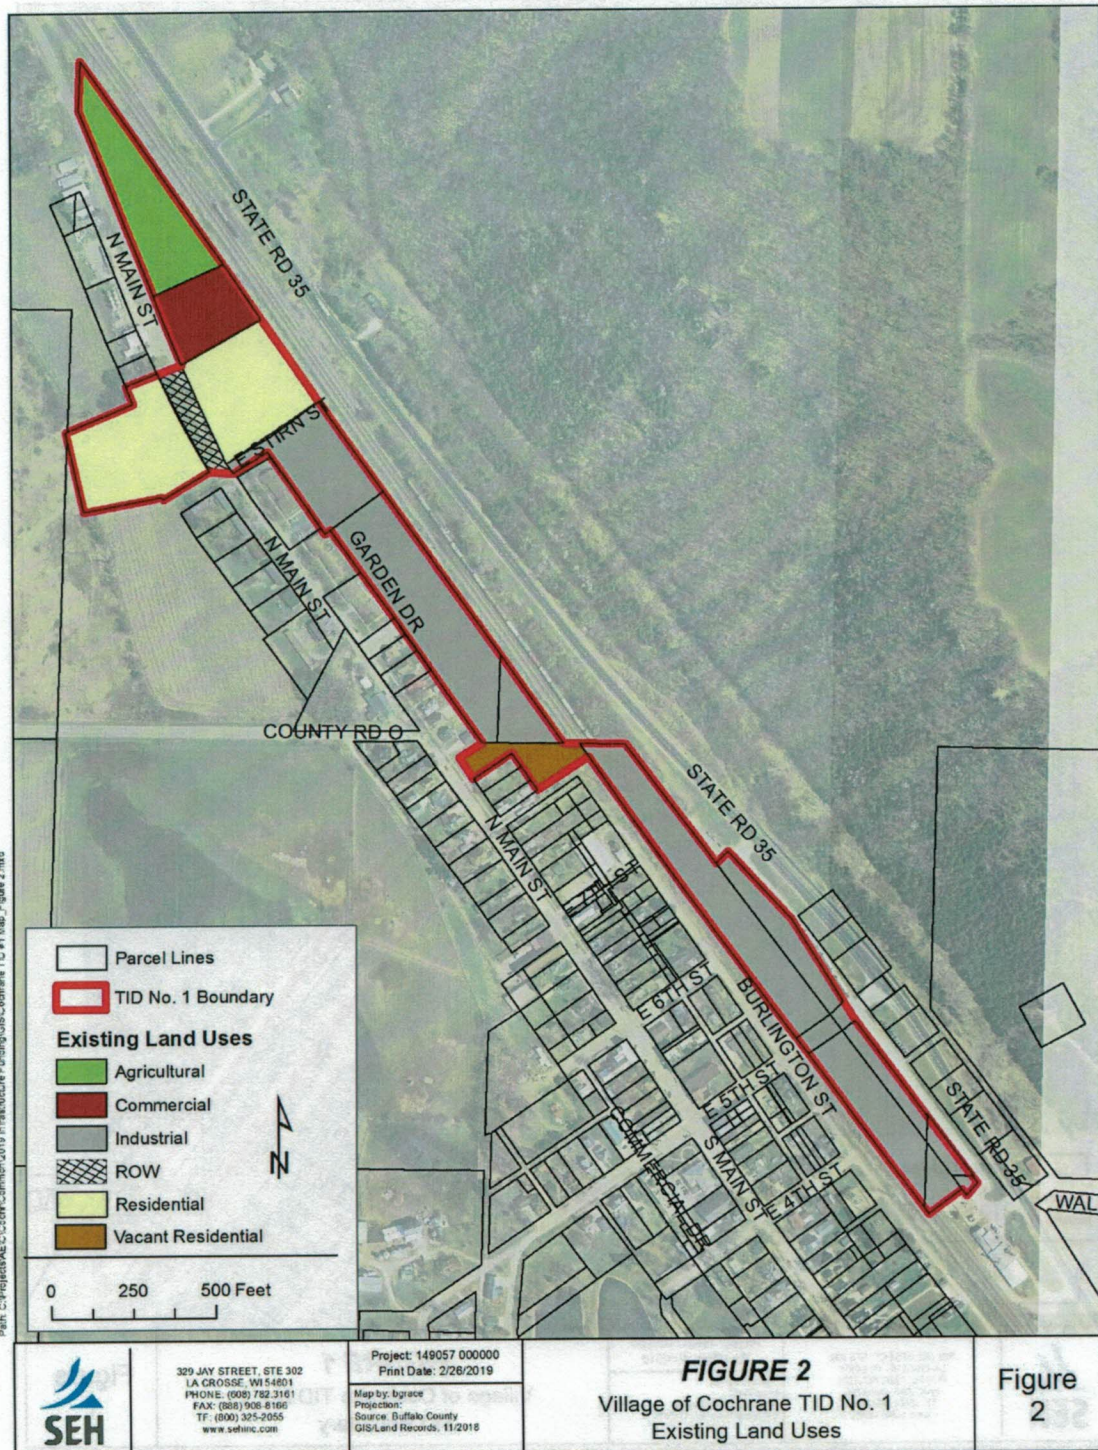 STATE RD 35
N MAIN ST
E STIRN S
GARDEN DR
N MAIN ST
COUNTY RD O
STATE RD 35
N MAIN ST
E 6TH ST
BURLINGTON ST
E 5TH ST
COMMERCIAL DR
S MAIN ST
E 4TH ST
STATE RD 35
WAL
Parcel Lines
TID No. 1 Boundary
Existing Land Uses
Agricultural
Commercial
Industrial
ROW
Residential
Vacant Residential
N
0 250 500 Feet
SEH
329 JAY STREET, STE 302
LA CROSSE, WI 54601
PHONE: (608) 782.3161
FAX: (888) 908-8166
TF: (800) 325-2055
www.sehinc.com
Project: 149057 000000
Print Date: 2/26/2019
Map by: bgrace
Projection:
Source: Buffalo County
GIS/Land Records, 11/2018
FIGURE 2
Village of Cochrane TID No. 1
Existing Land Uses
Figure
2